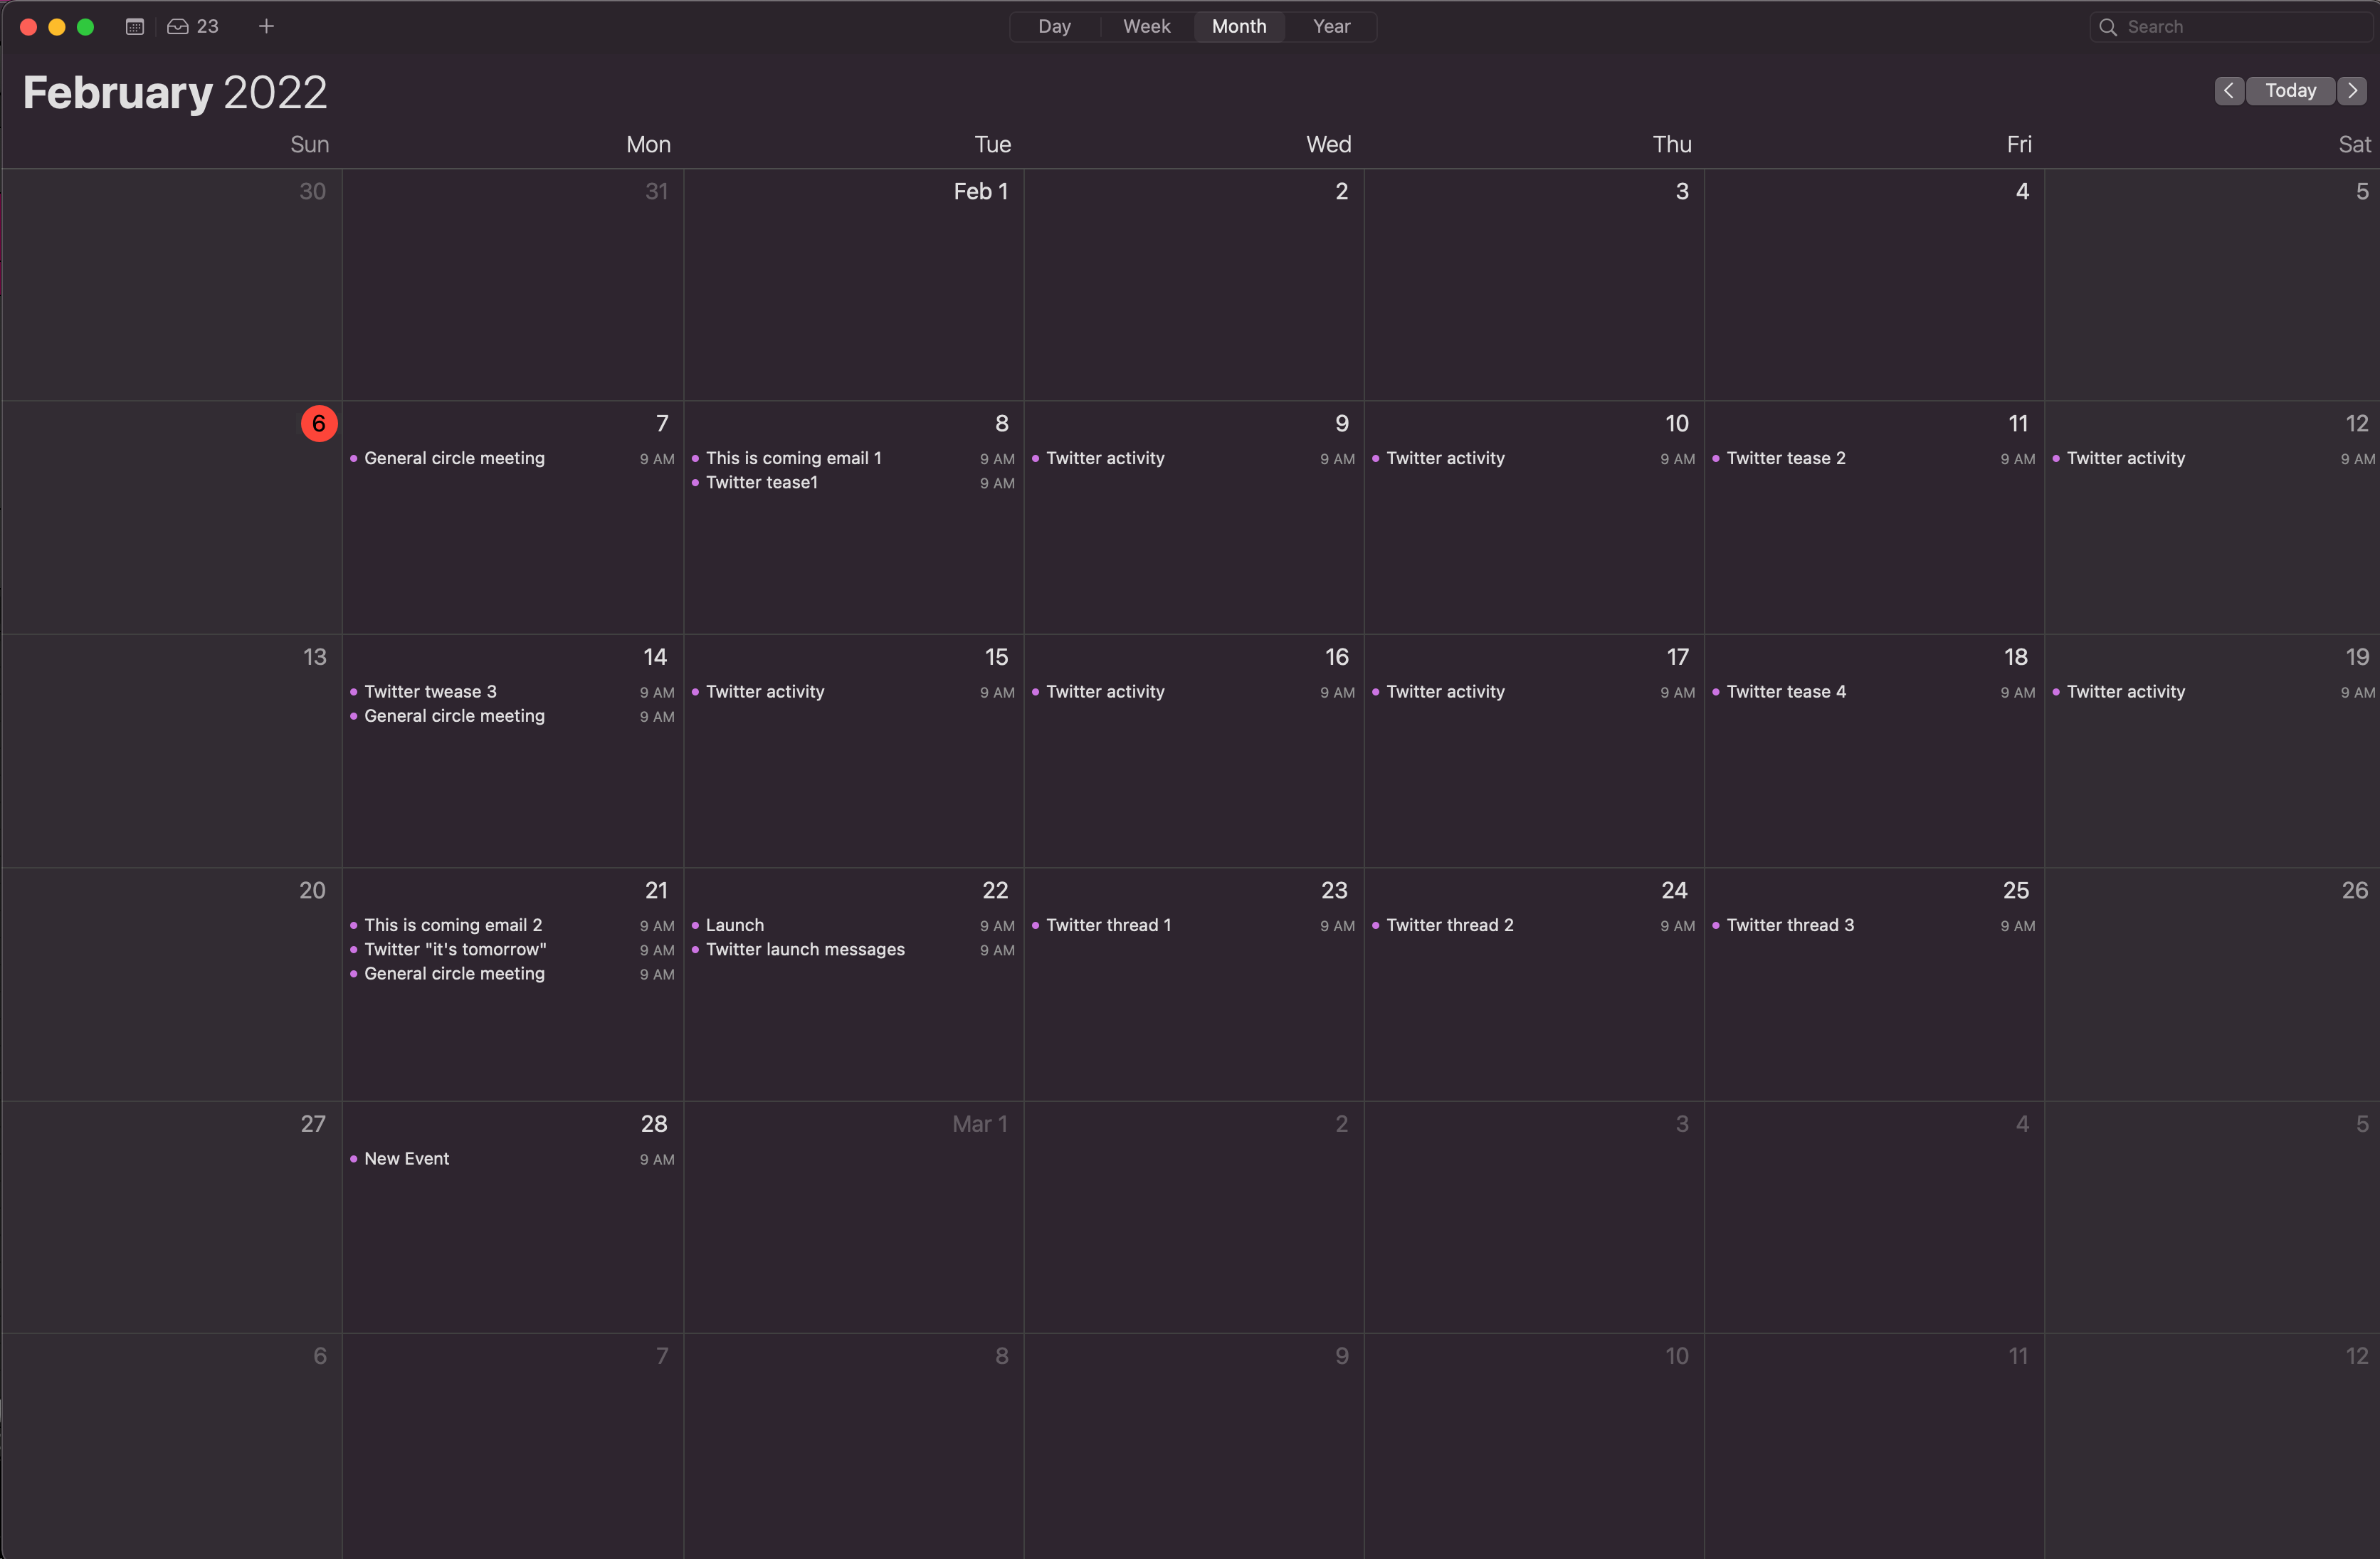 23
Day Week Month Year
Search
February 2022
Today
Sun Mon Tue Wed Thu Fri Sat
30 31 Feb 1 2 3 4 5
6 7 8 9 10 11 12
General circle meeting 9 AM This is coming email 1 9 AM Twitter activity 9 AM Twitter activity 9 AM Twitter tease 2 9 AM Twitter activity 9 AM
Twitter tease1 9 AM
13 14 15 16 17 18 19
Twitter twease 3 9 AM Twitter activity 9 AM Twitter activity 9 AM Twitter activity 9 AM Twitter tease 4 9 AM Twitter activity 9 AM
General circle meeting 9 AM
20 21 22 23 24 25 26
This is coming email 2 9 AM Launch 9 AM Twitter thread 1 9 AM Twitter thread 2 9 AM Twitter thread 3 9 AM
Twitter "it's tomorrow" 9 AM Twitter launch messages 9 AM
General circle meeting 9 AM
27 28 Mar 1 2 3 4 5
New Event 9 AM
6 7 8 9 10 11 12